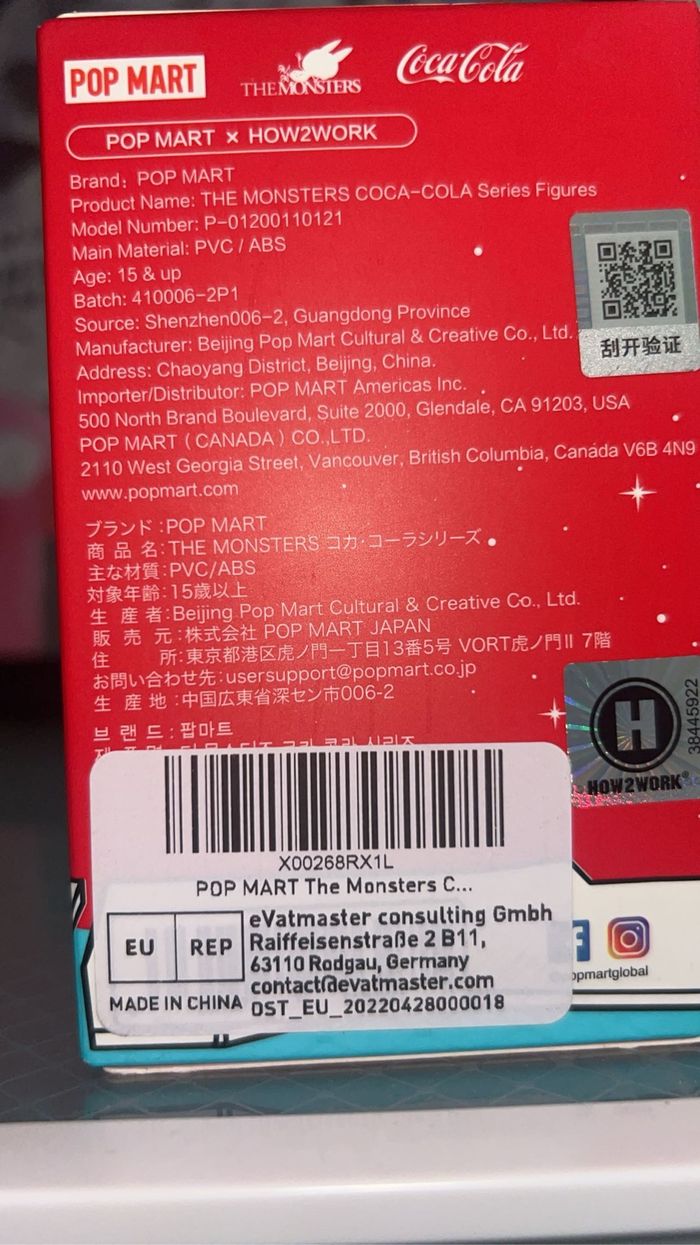 POP MART
THE MONSTERS
Coca-Cola
POP MART × HOW2WORK
Brand: POP MART
Product Name: THE MONSTERS COCA-COLA Series Figures
Model Number: P-01200110121
Main Material: PVC / ABS
Age: 15 & up
Batch: 410006-2P1
Source: Shenzhen006-2, Guangdong Province
Manufacturer: Beijing Pop Mart Cultural & Creative Co., Ltd.
Address: Chaoyang District, Beijing, China.
Importer/Distributor: POP MART Americas Inc.
500 North Brand Boulevard, Suite 2000, Glendale, CA 91203, USA
POP MART (CANADA) CO.,LTD.
2110 West Georgia Street, Vancouver, British Columbia, Canada V6B 4N9
www.popmart.com
刮开验证
ブランド:POP MART
商品名:THE MONSTERS コカ·コーラシリーズ
主な材質:PVC/ABS
対象年齢:15歳以上
生産者:Beijing Pop Mart Cultural & Creative Co., Ltd.
販売元:株式会社 POP MART JAPAN
住所:東京都港区虎ノ門一丁目13番5号 VORT虎ノ門II 7階
お問い合わせ先:usersupport@popmart.co.jp
生産地:中国広東省深セン市006-2
브랜드:팝마트
H
HOW2WORK®
38445922
X00268RX1L
POP MART The Monsters C...
EU REP
eVatmaster consulting Gmbh
Raiffeisenstraße 2 B11,
63110 Rodgau, Germany
contact@evatmaster.com
MADE IN CHINA
DST_EU_20220428000018
opmartglobal